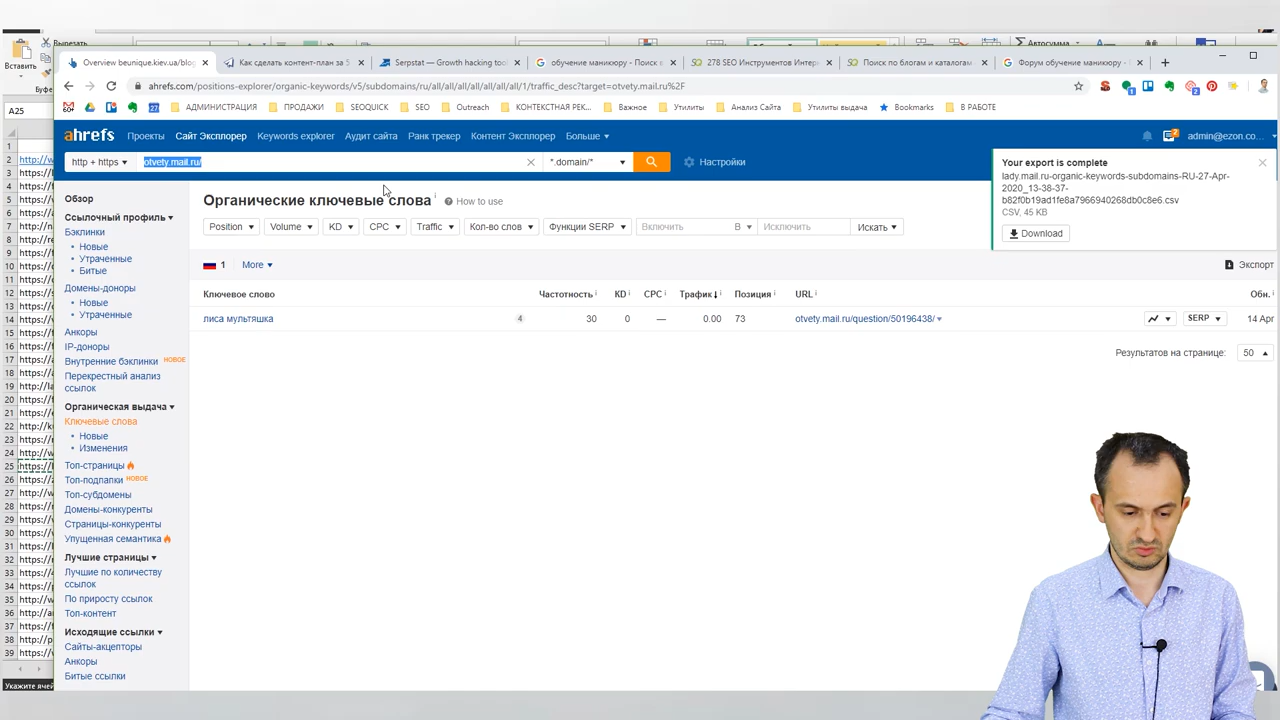 Вставить
Вырезать
Буфе
Автосумма
A25
Overview beunique.kiev.ua/blog
Как сделать контент-план за 5
Serpstat — Growth hacking tool
обучение маникюру - Поиск в
278 SEO Инструментов Интер
Поиск по блогам и каталогам
Форум обучение маникюру -
ahrefs.com/positions-explorer/organic-keywords/v5/subdomains/ru/all/all/all/all/all/all/all/1/traffic_desc?target=otvety.mail.ru%2F
АДМИНИСТРАЦИЯ
ПРОДАЖИ
SEOQUICK
SEO
Outreach
КОНТЕКСТНАЯ РЕК...
Важное
Утилиты
Анализ Сайта
Утилиты выдача
Bookmarks
В РАБОТЕ
ahrefs
Проекты
Сайт Эксплорер
Keywords explorer
Аудит сайта
Ранк трекер
Контент Эксплорер
Больше
2
admin@ezon.co...
http + https
otvety.mail.ru/
*.domain/*
Настройки
Your export is complete
lady.mail.ru-organic-keywords-subdomains-RU-27-Apr-
2020_13-38-37-
b82f0b19ad1fe8a7966940268db0c8e6.csv
CSV, 45 KB
Download
Обзор
Ссылочный профиль
Бэклинки
Новые
Утраченные
Битые
Домены-доноры
Новые
Утраченные
Анкоры
IP-доноры
Внутренние бэклинки НОВОЕ
Перекрестный анализ
ссылок
Органическая выдача
Ключевые слова
Новые
Изменения
Топ-страницы
Топ-подпапки НОВОЕ
Топ-субдомены
Домены-конкуренты
Страницы-конкуренты
Упущенная семантика
Лучшие страницы
Лучшие по количеству
ссылок
По приросту ссылок
Топ-контент
Исходящие ссылки
Сайты-акцепторы
Анкоры
Битые ссылки
Органические ключевые слова
How to use
Position
Volume
KD
CPC
Traffic
Кол-во слов
Функции SERP
Включить
В
Исключить
Искать
1
More
Экспорт
Ключевое слово
Частотность
KD
CPC
Трафик
Позиция
URL
Обн.
лиса мультяшка
4
30
0
—
0.00
73
otvety.mail.ru/question/50196438/
SERP
14 Apr
Результатов на странице:
50